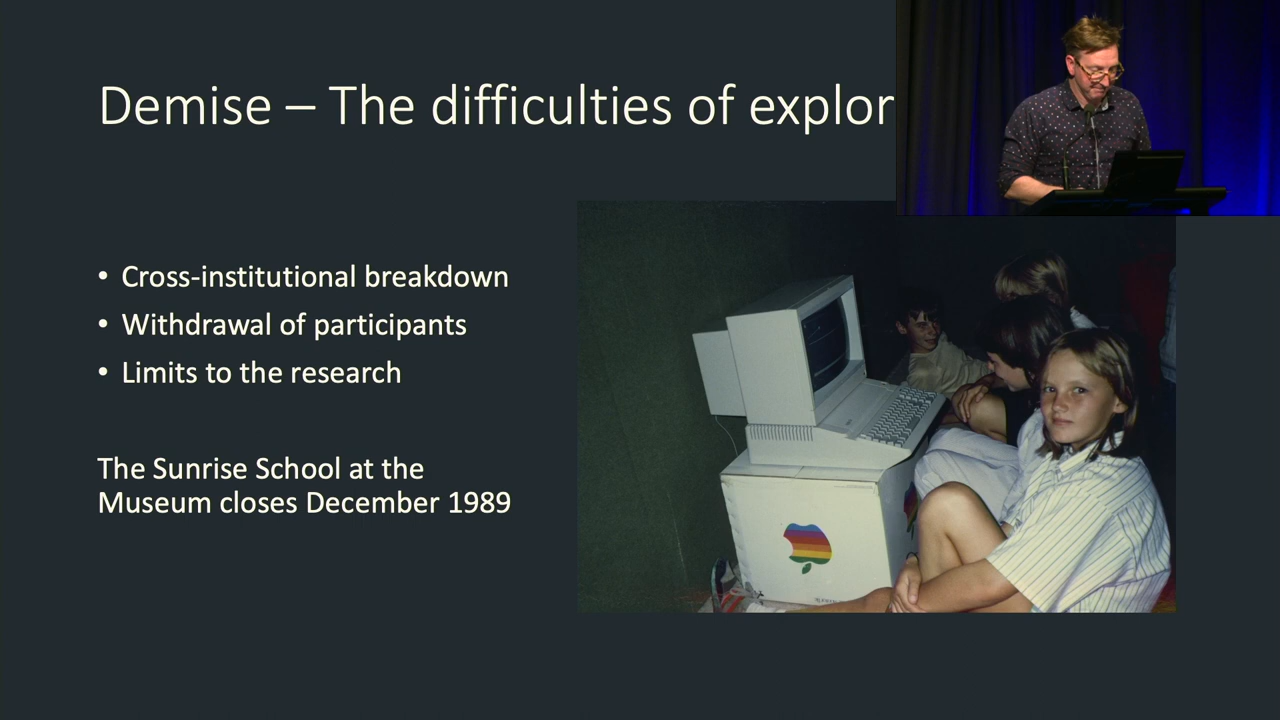 Demise – The difficulties of explor
• Cross-institutional breakdown
• Withdrawal of participants
• Limits to the research
The Sunrise School at the
Museum closes December 1989